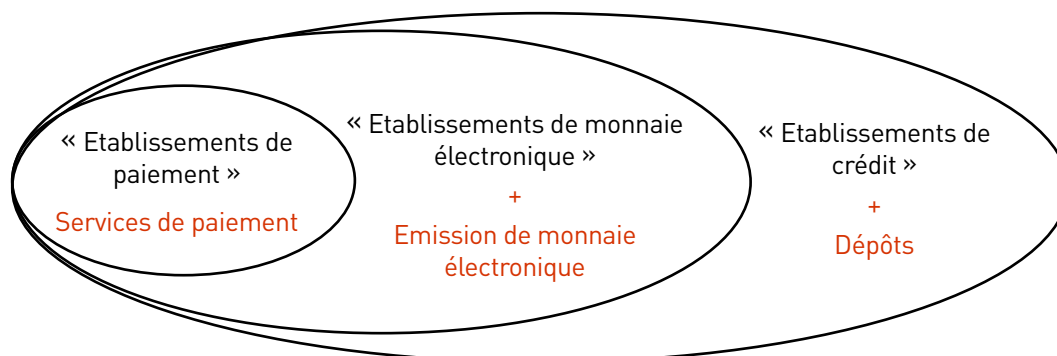 « Etablissements de
paiement »
Services de paiement
« Etablissements de monnaie
électronique »
+
Emission de monnaie
électronique
« Etablissements de
crédit »
+
Dépôts